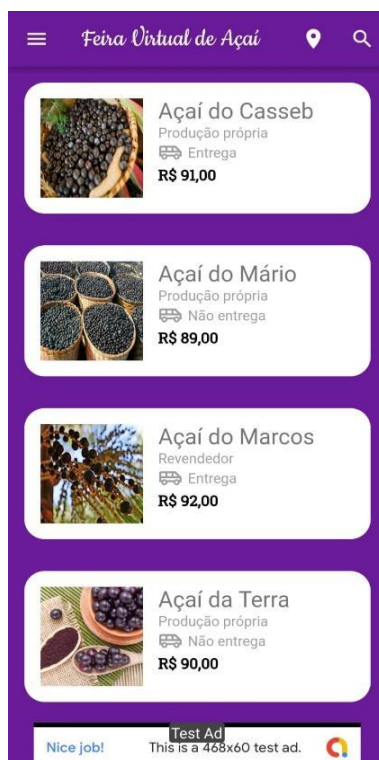 Feira Virtual de Açaí
Açaí do Casseb
Produção própria
Entrega
R$ 91,00
Açaí do Mário
Produção própria
Não entrega
R$ 89,00
Açaí do Marcos
Revendedor
Entrega
R$ 92,00
Açaí da Terra
Produção própria
Não entrega
R$ 90,00
Test Ad
Nice job! This is a 468x60 test ad.